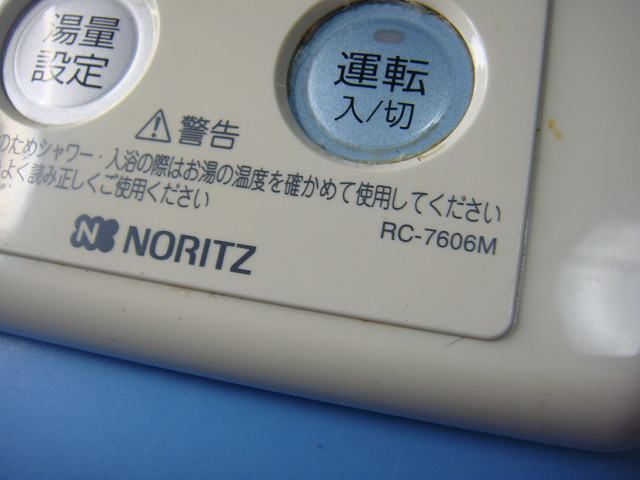 湯量
設定
運転
入/切
警告
のためシャワー・入浴の際はお湯の温度を確かめて使用してください
よく読み正しくご使用ください
NORITZ
RC-7606M